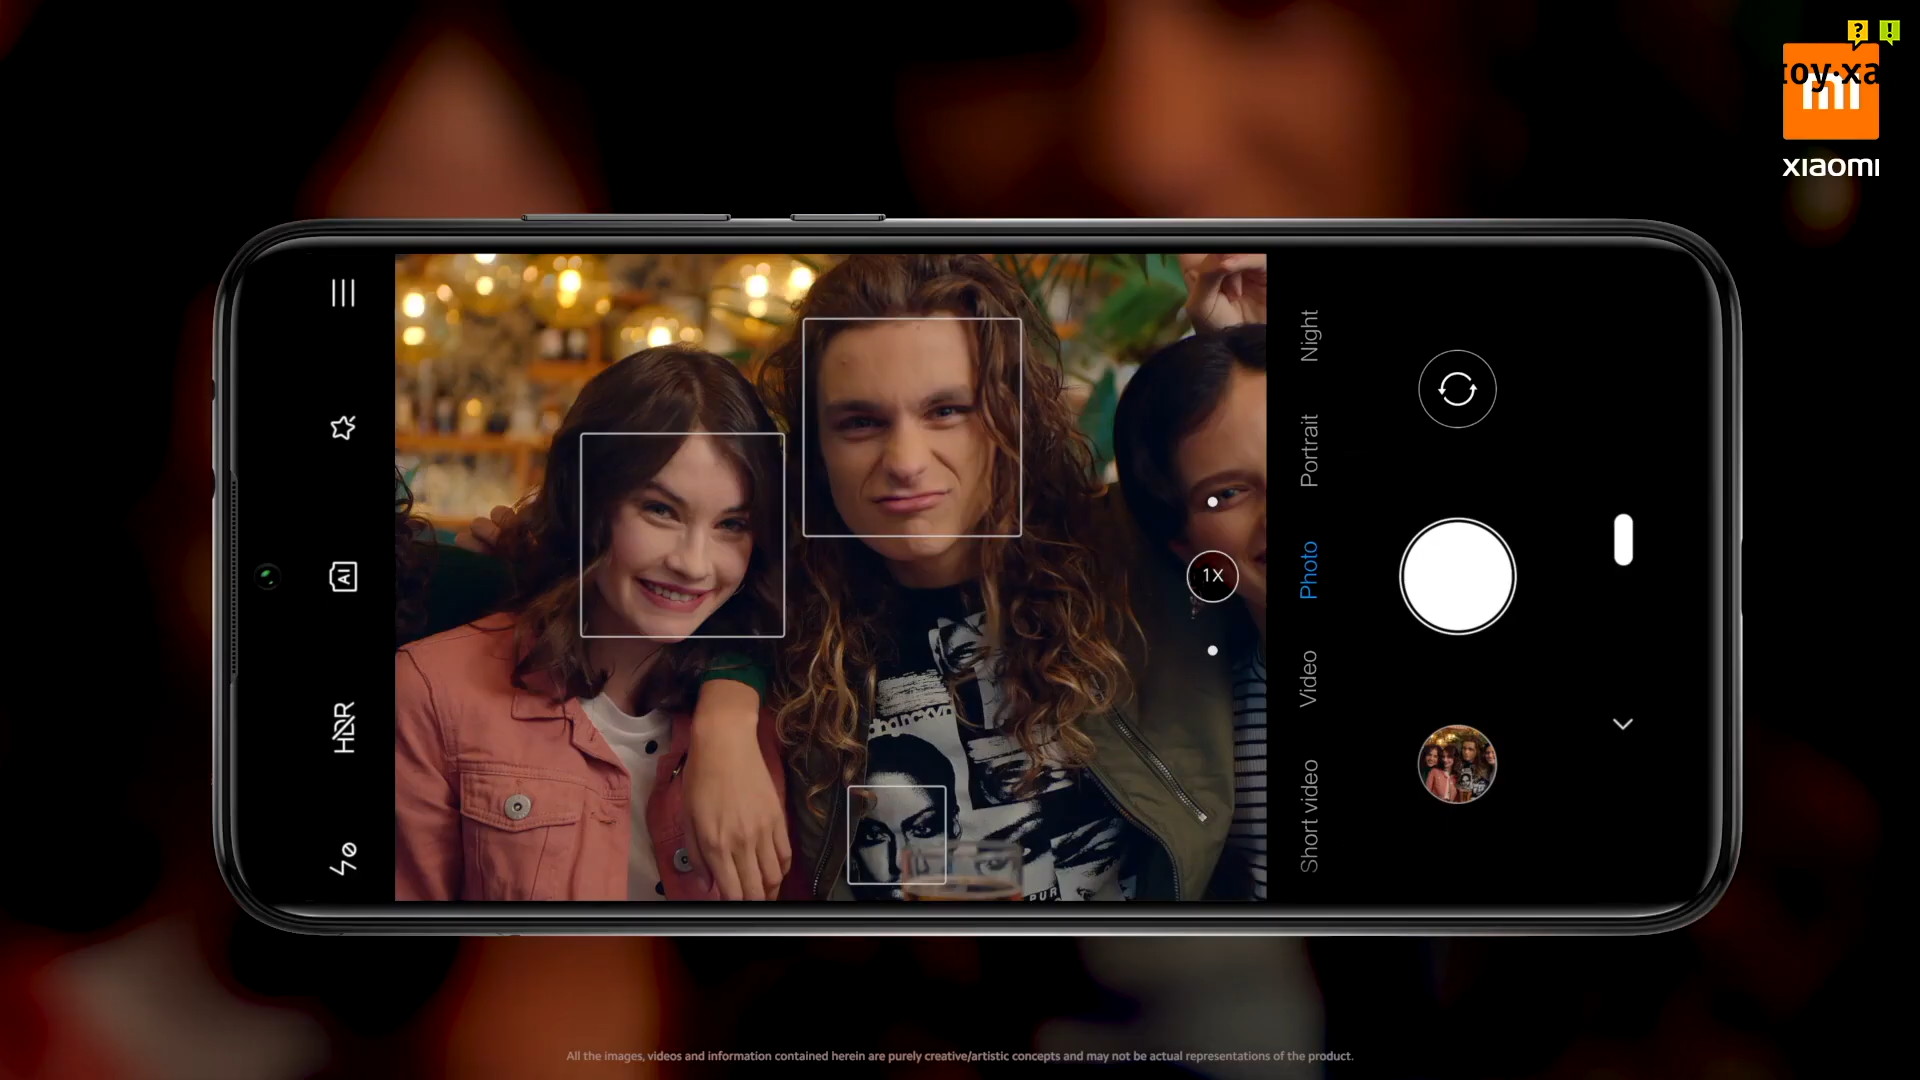 ?
!
toy·xa
mi
xıaomı
Night
Portrait
1X
Photo
AI
Video
HDR
Short video
All the images, videos and information contained herein are purely creative/artistic concepts and may not be actual representations of the product.